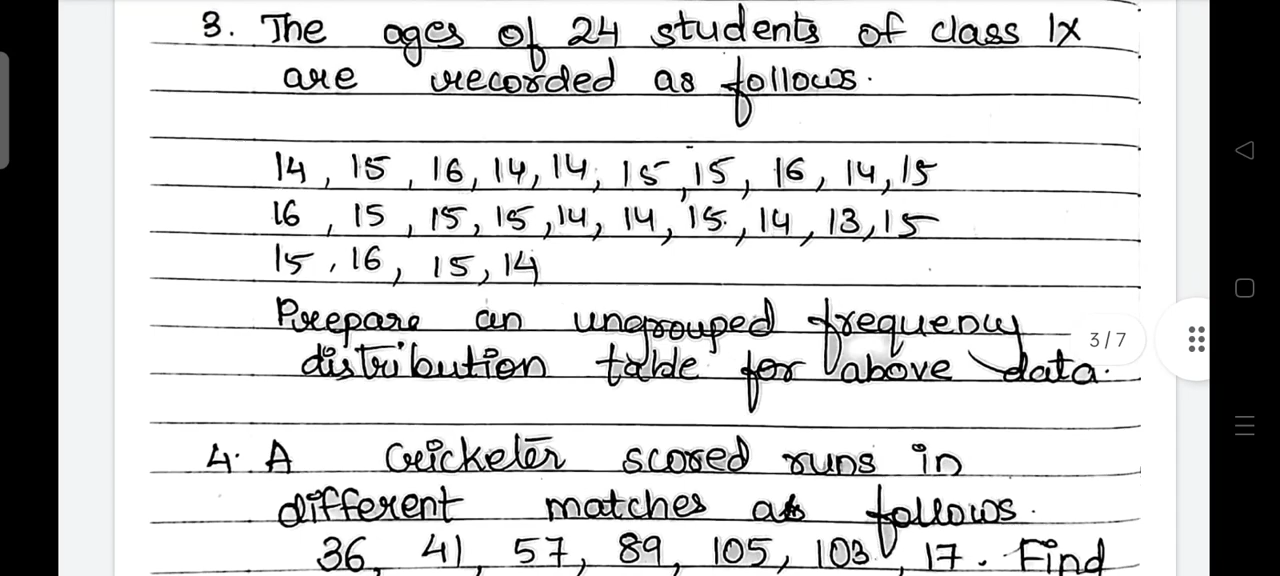 3. The ages of 24 students of class IX
are recorded as follows.
14, 15, 16, 14, 14, 15, 15, 16, 14, 15
16, 15, 15, 15, 14, 14, 15, 14, 13, 15
15, 16, 15, 14
Prepare an ungrouped frequency
distribution table for above data.
3/7
4. A Cricketer scored runs in
different matches as follows.
36, 41, 57, 89, 105, 103, 17. Find